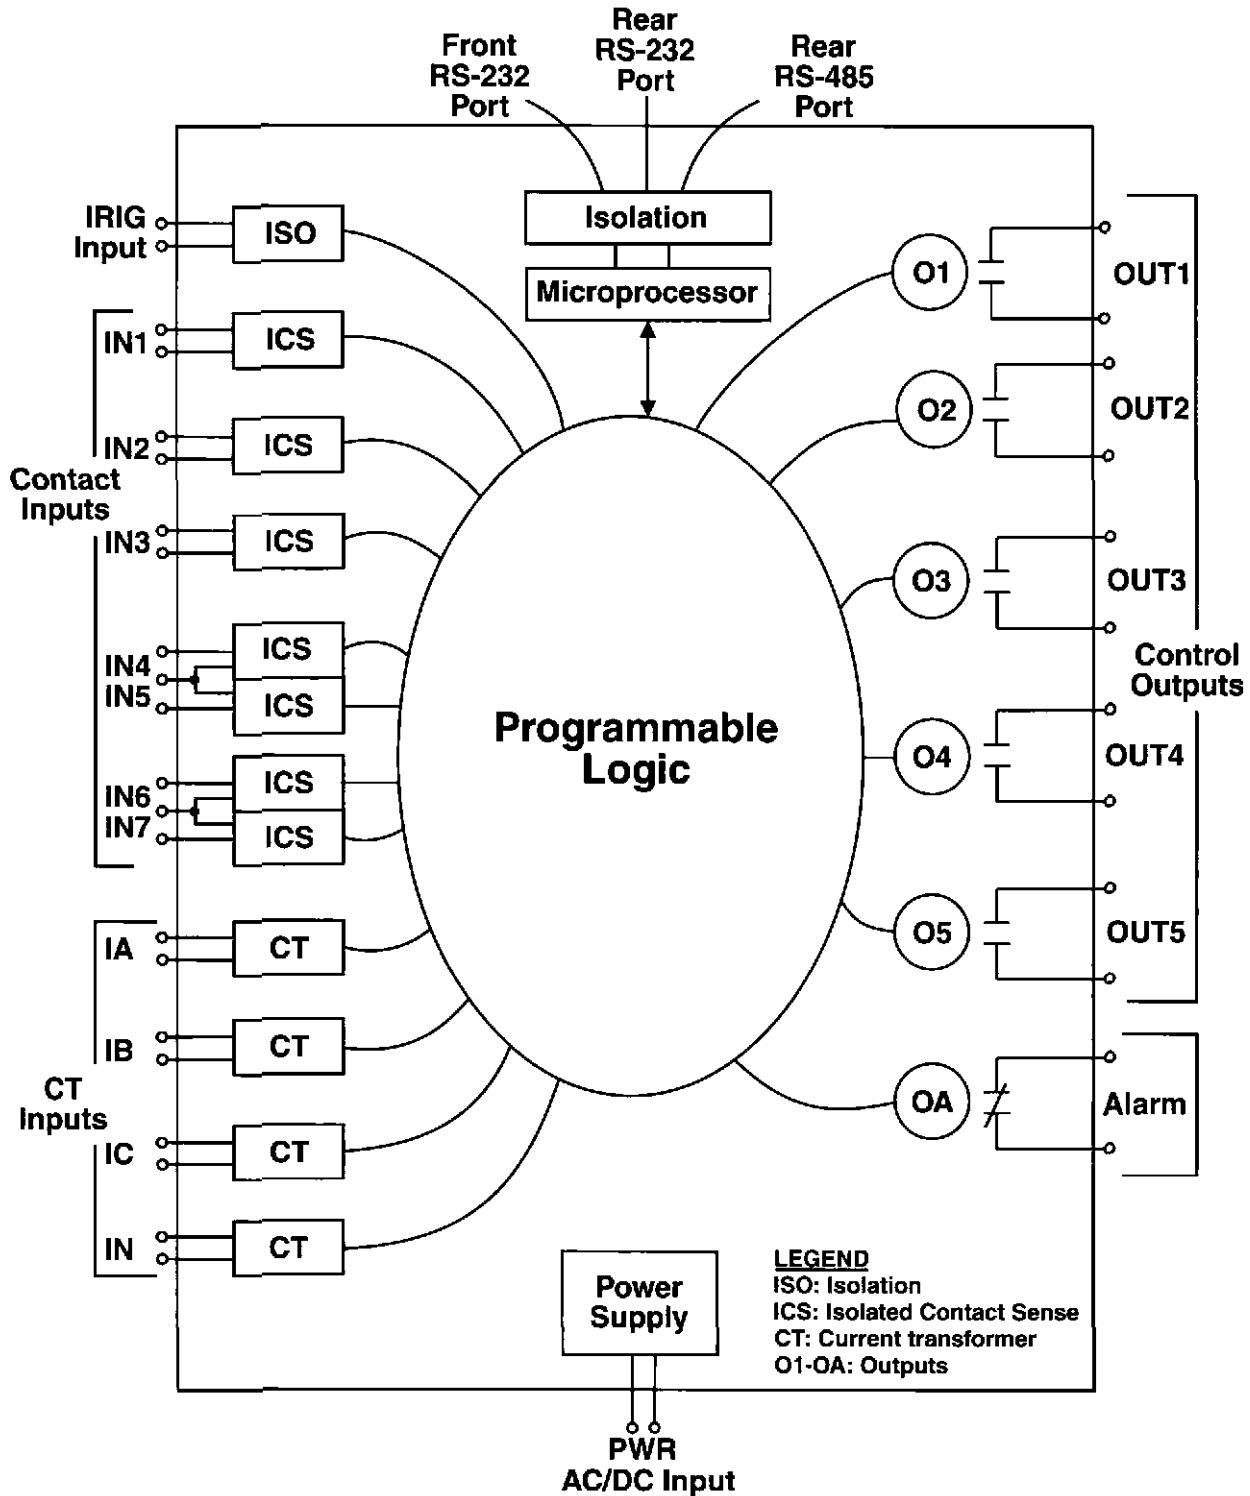 Front
RS-232
Port
Rear
RS-232
Port
Rear
RS-485
Port
IRIG
Input
ISO
Isolation
Microprocessor
O1
OUT1
IN1
ICS
O2
OUT2
IN2
ICS
Contact
Inputs
IN3
ICS
O3
OUT3
IN4
ICS
IN5
ICS
Control
Outputs
Programmable
Logic
O4
OUT4
IN6
ICS
IN7
ICS
IA
CT
O5
OUT5
IB
CT
CT
Inputs
OA
Alarm
IC
CT
IN
CT
Power
Supply
LEGEND
ISO: Isolation
ICS: Isolated Contact Sense
CT: Current transformer
O1-OA: Outputs
PWR
AC/DC Input